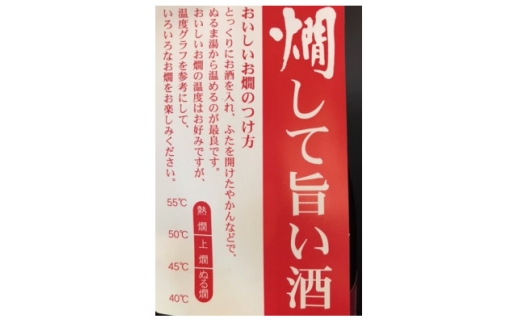 燗して旨い酒
おいしいお燗のつけ方
とっくりにお酒を入れ、ふたを開けたやかんなどで、
ぬるま湯から温めるのが最良です。
おいしいお燗の温度はお好みですが、
温度グラフを参考にして、
いろいろなお燗をお楽しみください。
55℃
熱燗
50℃
上燗
45℃
ぬる燗
40℃